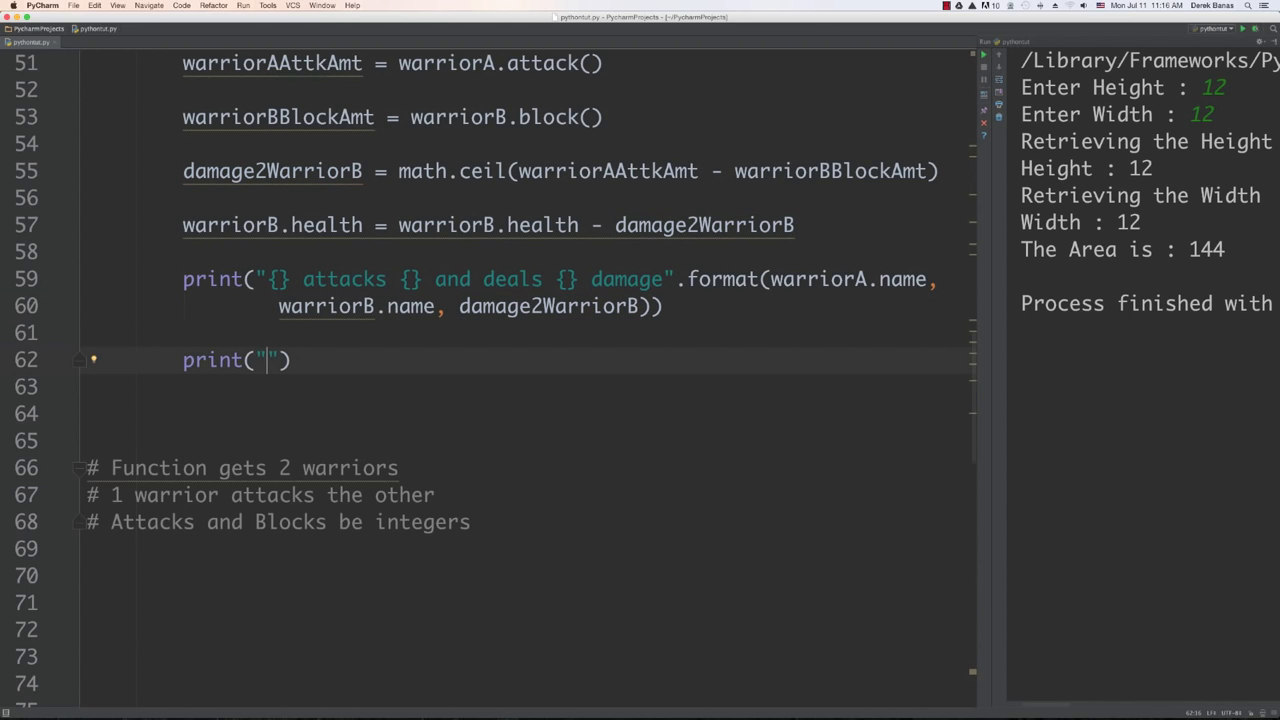 PyCharm File Edit View Navigate Code Refactor Run Tools VCS Window Help 10 Mon Jul 11 11:16 AM Derek Banas
pythontut.py - PycharmProjects - [~/PycharmProjects]
PycharmProjects pythontut.py pythontut
pythontut.py Run pythontut
51 warriorAAttkAmt = warriorA.attack()
52
53 warriorBBlockAmt = warriorB.block()
54
55 damage2WarriorB = math.ceil(warriorAAttkAmt - warriorBBlockAmt)
56
57 warriorB.health = warriorB.health - damage2WarriorB
58
59 print("{} attacks {} and deals {} damage".format(warriorA.name,
60 warriorB.name, damage2WarriorB))
61
62 print("")
63
64
65
66 # Function gets 2 warriors
67 # 1 warrior attacks the other
68 # Attacks and Blocks be integers
69
70
71
72
73
74
/Library/Frameworks/Py
Enter Height : 12
Enter Width : 12
Retrieving the Height
Height : 12
Retrieving the Width
Width : 12
The Area is : 144
Process finished with
62:16 LF÷ UTF-8÷